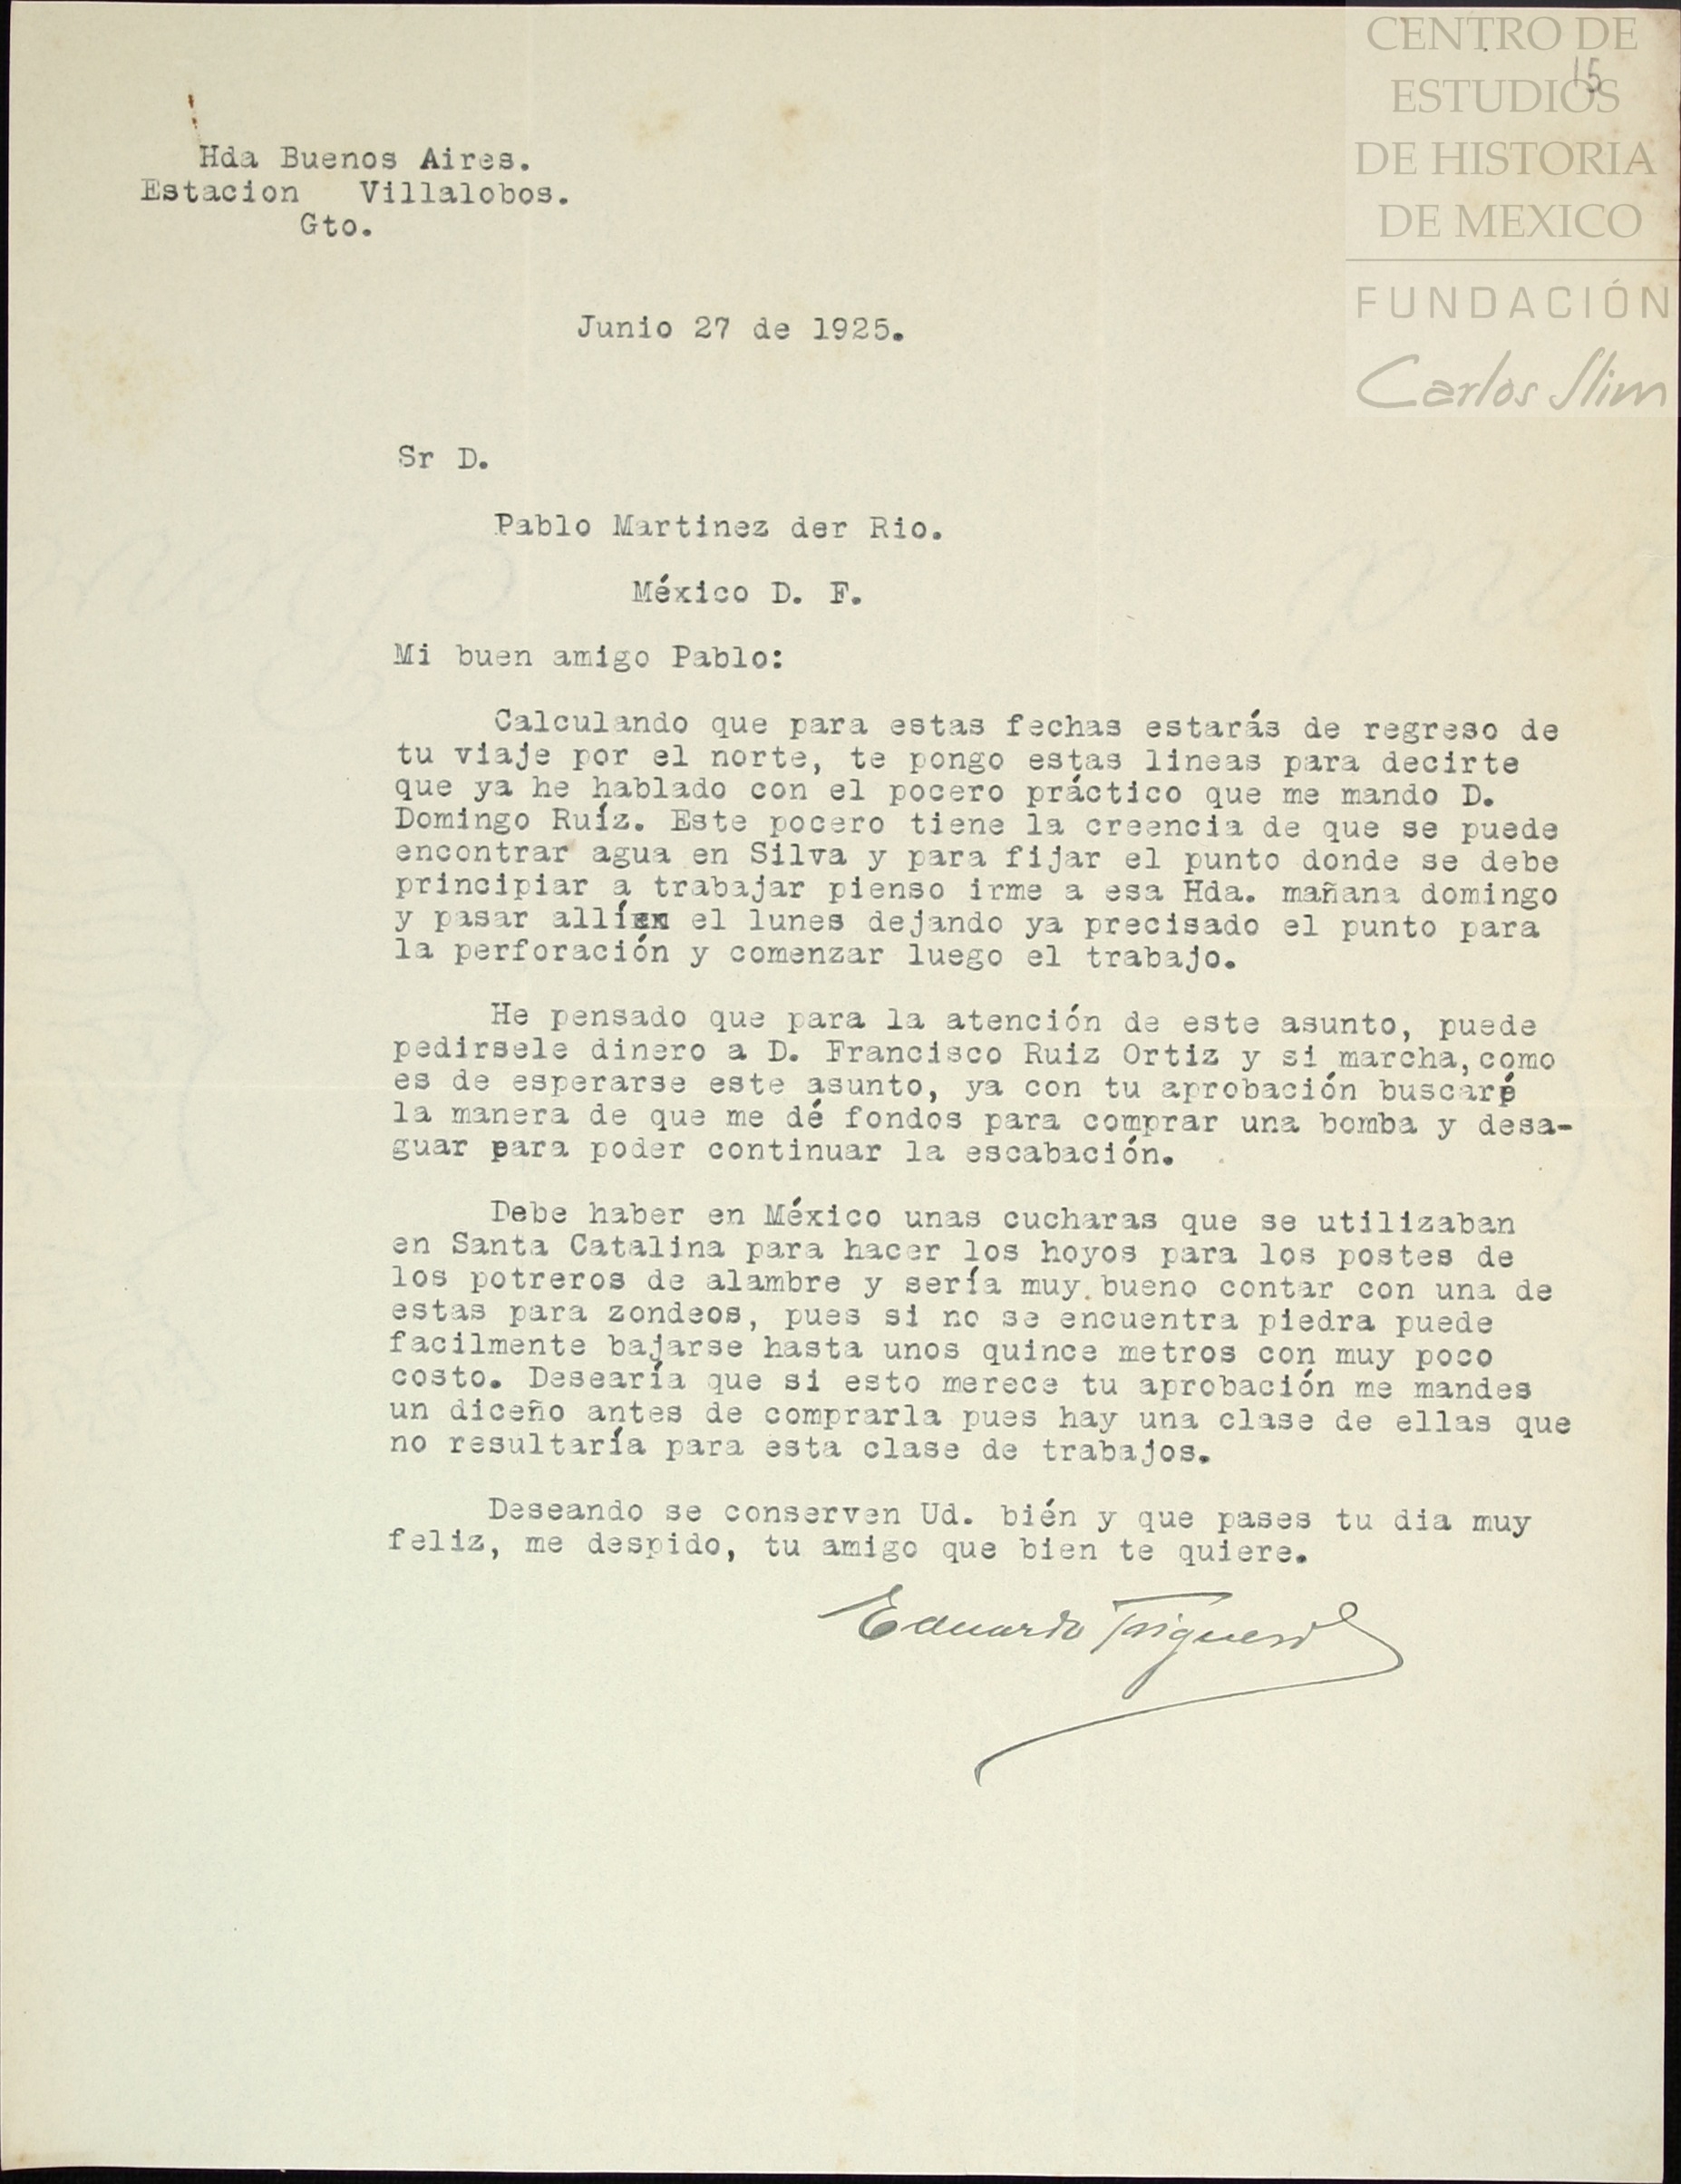 CENTRO DE
ESTUDIOS
DE HISTORIA
DE MEXICO
FUNDACIÓN
Carlos Slim
15
Hda Buenos Aires.
Estacion Villalobos.
Gto.
Junio 27 de 1925.
Sr D.
Pablo Martinez der Rio.
México D. F.
Mi buen amigo Pablo:
Calculando que para estas fechas estarás de regreso de
tu viaje por el norte, te pongo estas lineas para decirte
que ya he hablado con el pocero práctico que me mando D.
Domingo Ruíz. Este pocero tiene la creencia de que se puede
encontrar agua en Silva y para fijar el punto donde se debe
principiar a trabajar pienso irme a esa Hda. mañana domingo
y pasar allí el lunes dejando ya precisado el punto para
la perforación y comenzar luego el trabajo.
He pensado que para la atención de este asunto, puede
pedirsele dinero a D. Francisco Ruiz Ortiz y si marcha, como
es de esperarse este asunto, ya con tu aprobación buscaré
la manera de que me dé fondos para comprar una bomba y desa-
guar para poder continuar la escabación.
Debe haber en México unas cucharas que se utilizaban
en Santa Catalina para hacer los hoyos para los postes de
los potreros de alambre y sería muy bueno contar con una de
estas para zondeos, pues si no se encuentra piedra puede
facilmente bajarse hasta unos quince metros con muy poco
costo. Desearía que si esto merece tu aprobación me mandes
un diceño antes de comprarla pues hay una clase de ellas que
no resultaría para esta clase de trabajos.
Deseando se conserven Ud. bién y que pases tu dia muy
feliz, me despido, tu amigo que bien te quiere.
Eduardo Trigueros